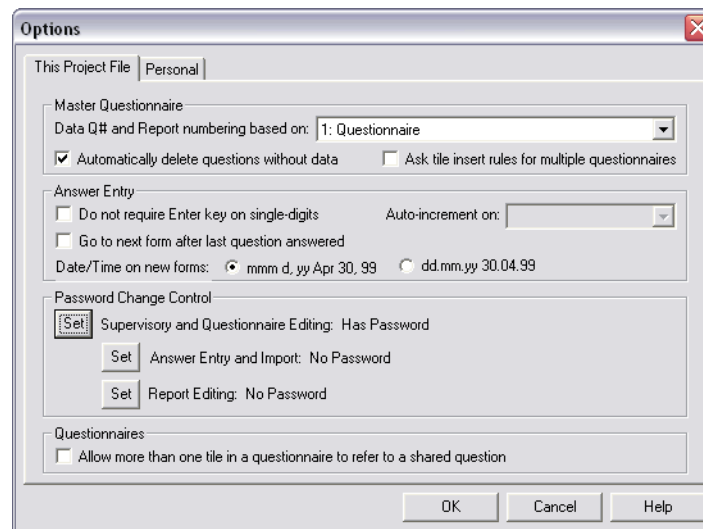 Options
This Project File Personal
Master Questionnaire
Data Q# and Report numbering based on: 1: Questionnaire
Automatically delete questions without data Ask tile insert rules for multiple questionnaires
Answer Entry
Do not require Enter key on single-digits Auto-increment on:
Go to next form after last question answered
Date/Time on new forms: mmm d, yy Apr 30, 99 dd.mm.yy 30.04.99
Password Change Control
Set Supervisory and Questionnaire Editing: Has Password
Set Answer Entry and Import: No Password
Set Report Editing: No Password
Questionnaires
Allow more than one tile in a questionnaire to refer to a shared question
OK Cancel Help